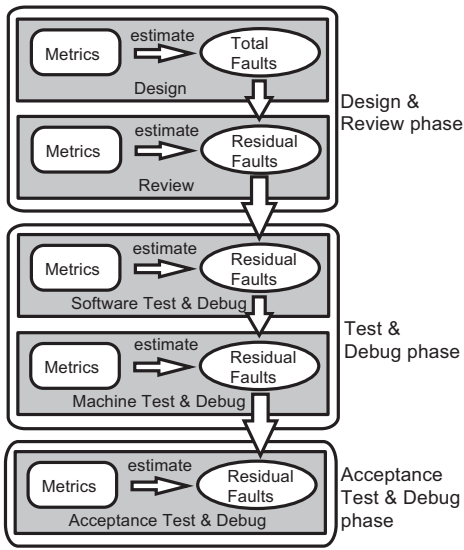 estimate
Metrics
Total
Faults
Design
estimate
Metrics
Residual
Faults
Review
Design &
Review phase
estimate
Metrics
Residual
Faults
Software Test & Debug
estimate
Metrics
Residual
Faults
Machine Test & Debug
Test &
Debug phase
estimate
Metrics
Residual
Faults
Acceptance Test & Debug
Acceptance
Test & Debug
phase